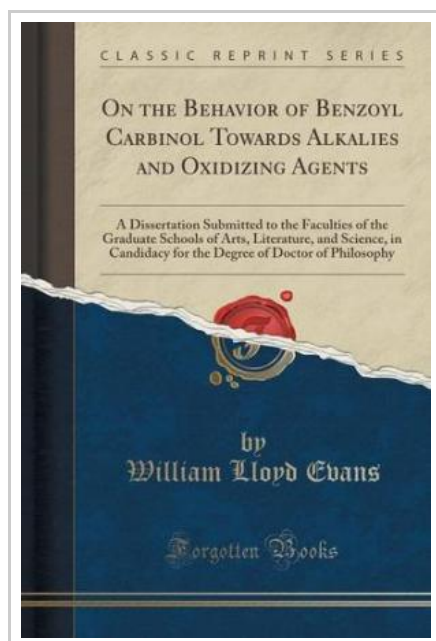 CLASSIC REPRINT SERIES
ON THE BEHAVIOR OF BENZOYL
CARBINOL TOWARDS ALKALIES
AND OXIDIZING AGENTS
A Dissertation Submitted to the Faculties of the
Graduate Schools of Arts, Literature, and Science, in
Candidacy for the Degree of Doctor of Philosophy
by
William Lloyd Evans
Forgotten Books